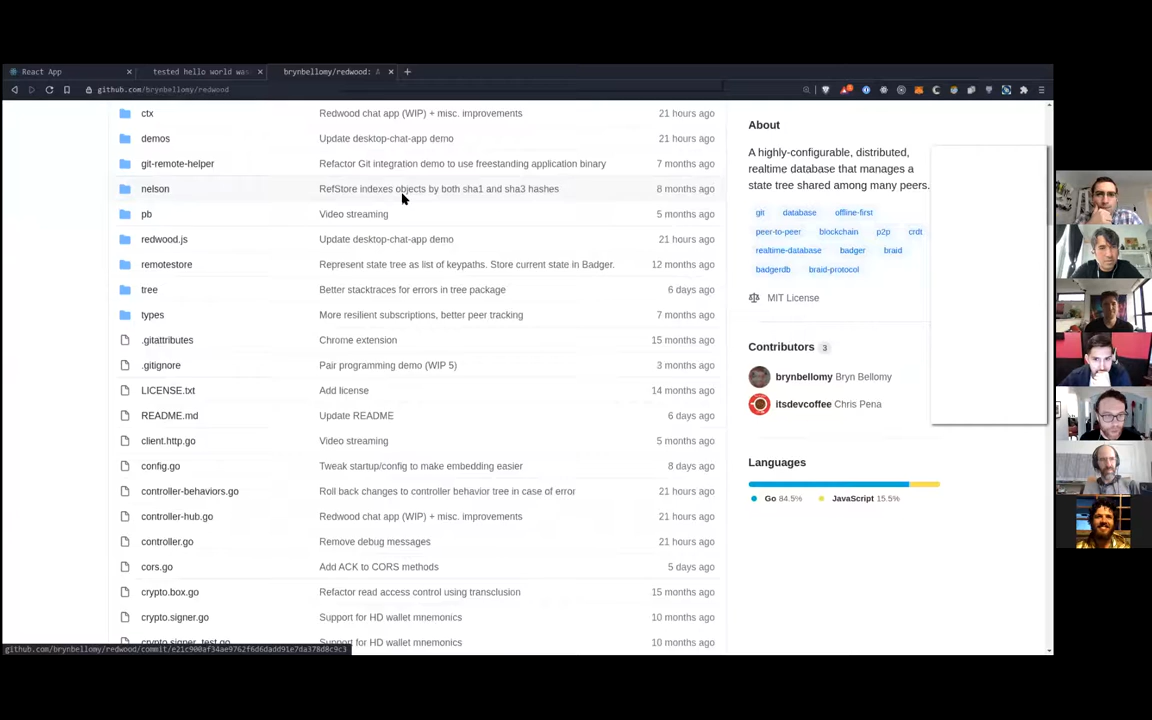 React App
tested hello world was
brynbellomy/redwood: A
github.com/brynbellomy/redwood
ctx Redwood chat app (WIP) + misc. improvements 21 hours ago
demos Update desktop-chat-app demo 21 hours ago
git-remote-helper Refactor Git integration demo to use freestanding application binary 7 months ago
nelson RefStore indexes objects by both sha1 and sha3 hashes 8 months ago
pb Video streaming 5 months ago
redwood.js Update desktop-chat-app demo 21 hours ago
remotestore Represent state tree as list of keypaths. Store current state in Badger. 12 months ago
tree Better stacktraces for errors in tree package 6 days ago
types More resilient subscriptions, better peer tracking 7 months ago
.gitattributes Chrome extension 15 months ago
.gitignore Pair programming demo (WIP 5) 3 months ago
LICENSE.txt Add license 14 months ago
README.md Update README 6 days ago
client.http.go Video streaming 5 months ago
config.go Tweak startup/config to make embedding easier 8 days ago
controller-behaviors.go Roll back changes to controller behavior tree in case of error 21 hours ago
controller-hub.go Redwood chat app (WIP) + misc. improvements 21 hours ago
controller.go Remove debug messages 21 hours ago
cors.go Add ACK to CORS methods 5 days ago
crypto.box.go Refactor read access control using transclusion 15 months ago
crypto.signer.go Support for HD wallet mnemonics 10 months ago
crypto.signer_test.go Support for HD wallet mnemonics 10 months ago
github.com/brynbellomy/redwood/commit/e21c900af34ae9762f6d6dadd91e7da378d8c9c3
About
A highly-configurable, distributed,
realtime database that manages a
state tree shared among many peers.
git database offline-first
peer-to-peer blockchain p2p crdt
realtime-database badger braid
badgerdb braid-protocol
MIT License
Contributors 3
brynbellomy Bryn Bellomy
itsdevcoffee Chris Pena
Languages
Go 84.5% JavaScript 15.5%